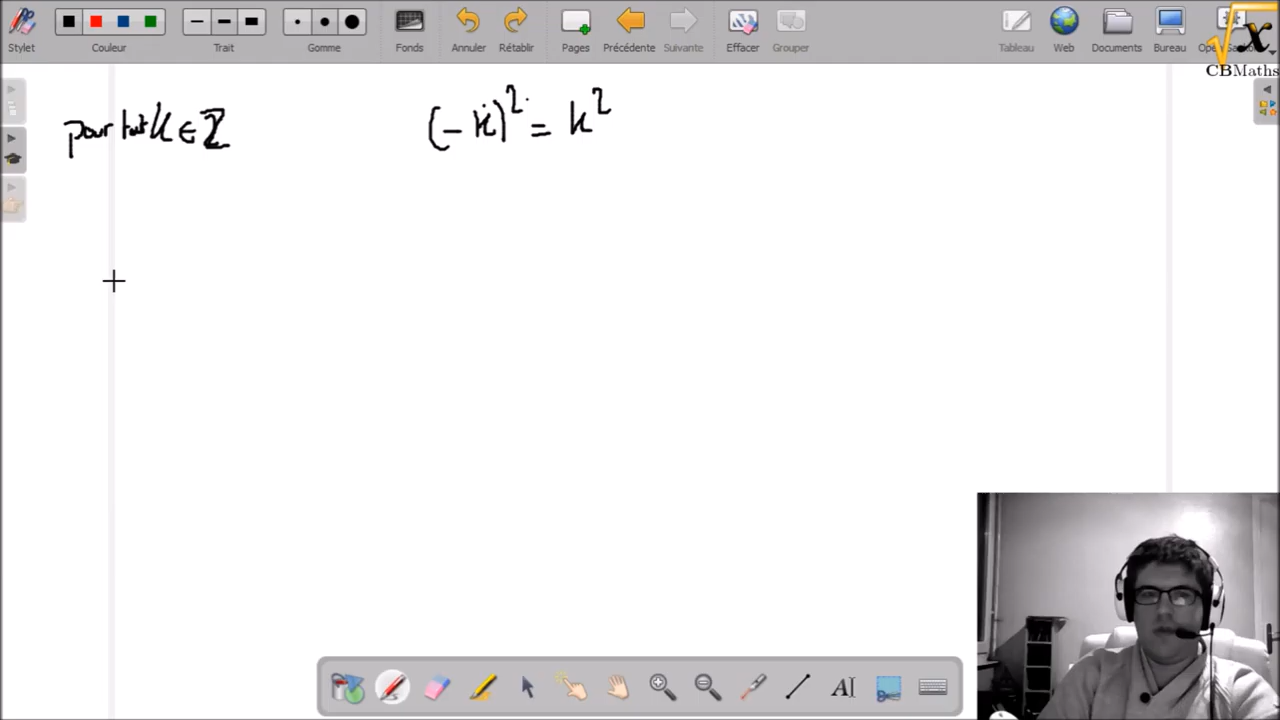 Stylet Couleur Trait Gomme Fonds Annuler Rétablir Pages Précédente Suivante Effacer Grouper Tableau Web Documents Bureau
√x
CBMaths
pour tout k ∈ ℤ (-k)² = k²
AI